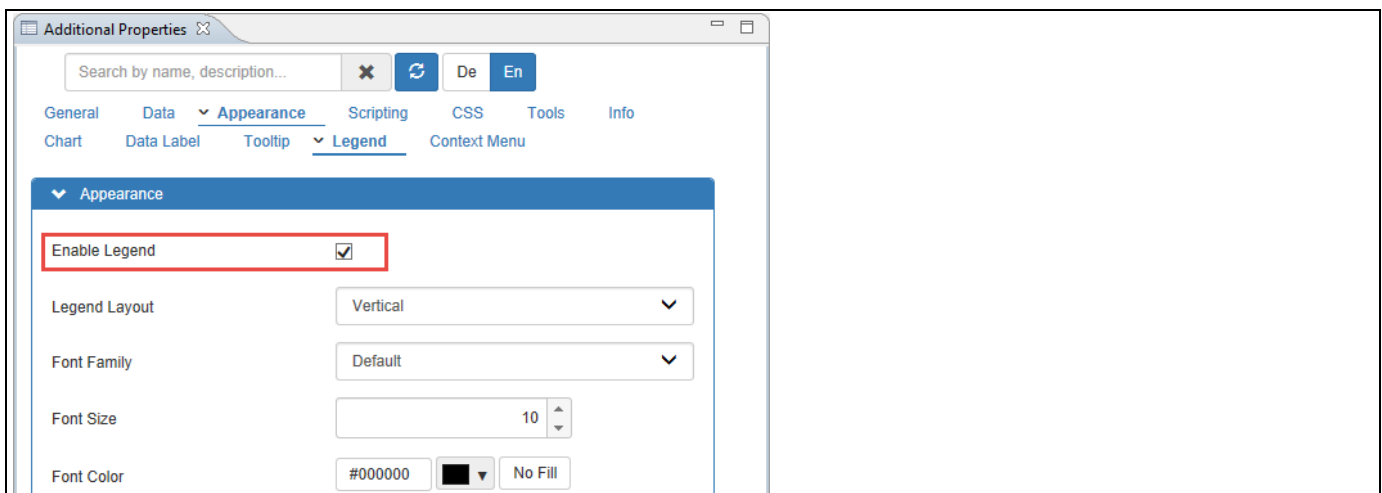 Additional Properties
Search by name, description... De En
General Data Appearance Scripting CSS Tools Info
Chart Data Label Tooltip Legend Context Menu
Appearance
Enable Legend
Legend Layout Vertical
Font Family Default
Font Size 10
Font Color #000000 No Fill